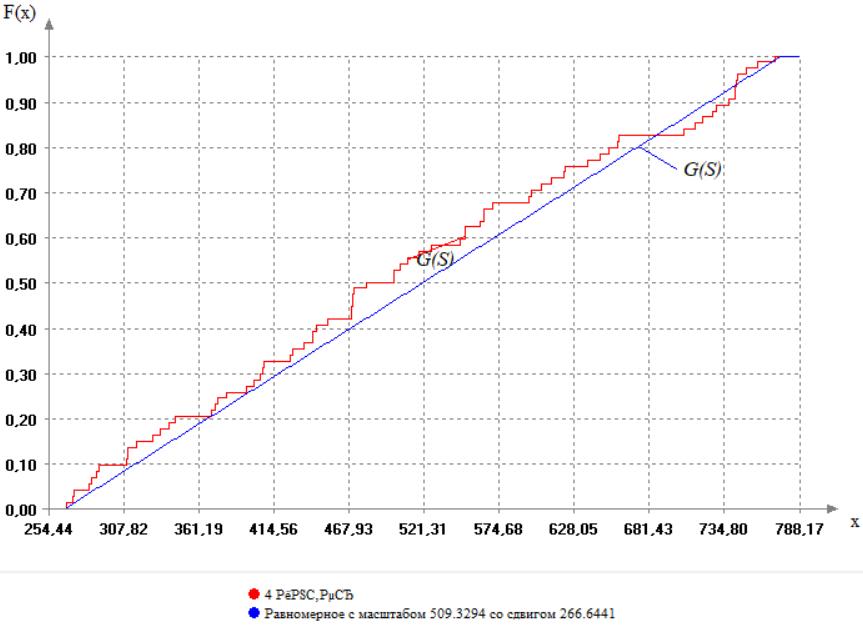 F(x)
1,00
0,90
0,80
G(S)
0,70
0,60
G(S)
0,50
0,40
0,30
0,20
0,10
0,00
254,44 307,82 361,19 414,56 467,93 521,31 574,68 628,05 681,43 734,80 788,17 x
4 РєРSС,РµСЂ
Равномерное с масштабом 509.3294 со сдвигом 266.6441